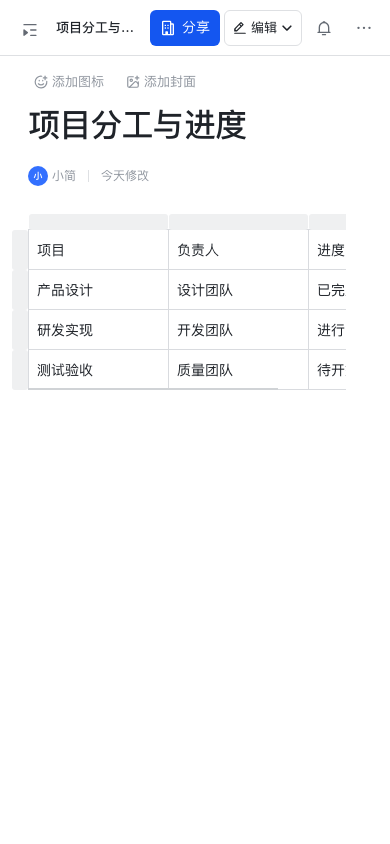 项目分工与... 分享 编辑
添加图标 添加封面
项目分工与进度
小 小简 今天修改
项目 负责人 进度
产品设计 设计团队 已完
研发实现 开发团队 进行
测试验收 质量团队 待开